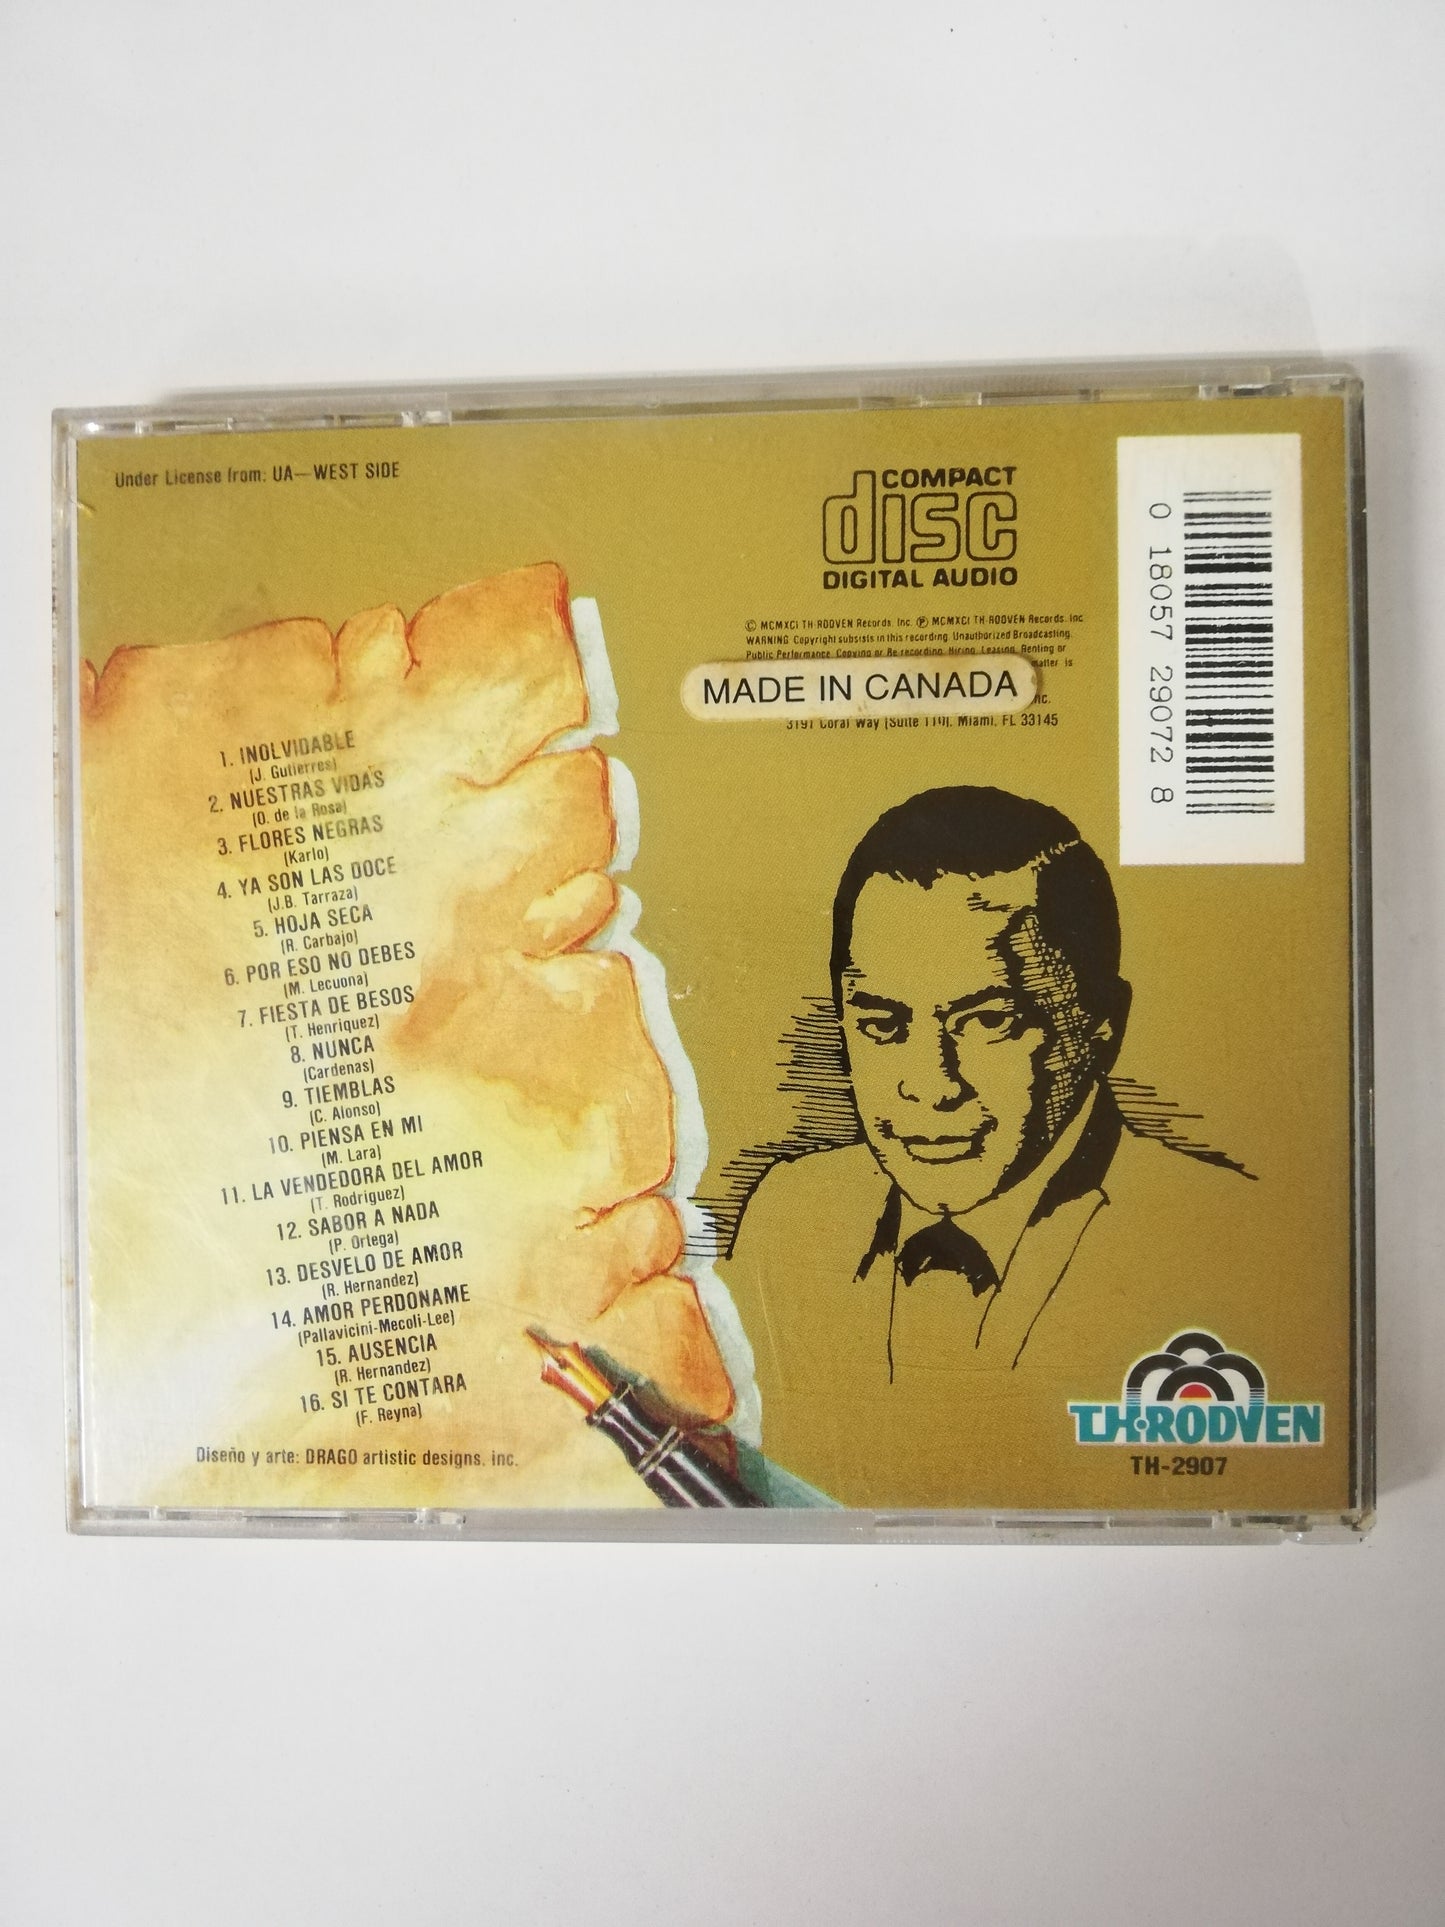 Under License from: UA—WEST SIDE
COMPACT
disc
DIGITAL AUDIO
© MCMXCI TH-RODVEN Records, Inc. ℗ MCMXCI TH-RODVEN Records, Inc
WARNING Copyright subsists in this recording. Unauthorized Broadcasting.
Public Performance. Copying or Re-recording. Hiring, Leasing, Renting or
matter is
MADE IN CANADA
Inc.
3191 Coral Way (Suite 110), Miami, FL 33145
0 18057 29072 8
1. INOLVIDABLE
(J. Gutierres)
2. NUESTRAS VIDAS
(O. de la Rosa)
3. FLORES NEGRAS
(Karlo)
4. YA SON LAS DOCE
(J.B. Tarraza)
5. HOJA SECA
(R. Carbajo)
6. POR ESO NO DEBES
(M. Lecuona)
7. FIESTA DE BESOS
(T. Henriquez)
8. NUNCA
(Cardenas)
9. TIEMBLAS
(C. Alonso)
10. PIENSA EN MI
(M. Lara)
11. LA VENDEDORA DEL AMOR
(T. Rodriguez)
12. SABOR A NADA
(P. Ortega)
13. DESVELO DE AMOR
(R. Hernandez)
14. AMOR PERDONAME
(Pallavicini-Mecoli-Lee)
15. AUSENCIA
(R. Hernandez)
16. SI TE CONTARA
(F. Reyna)
Diseño y arte: DRAGO artistic designs, inc.
TH-RODVEN
TH-2907